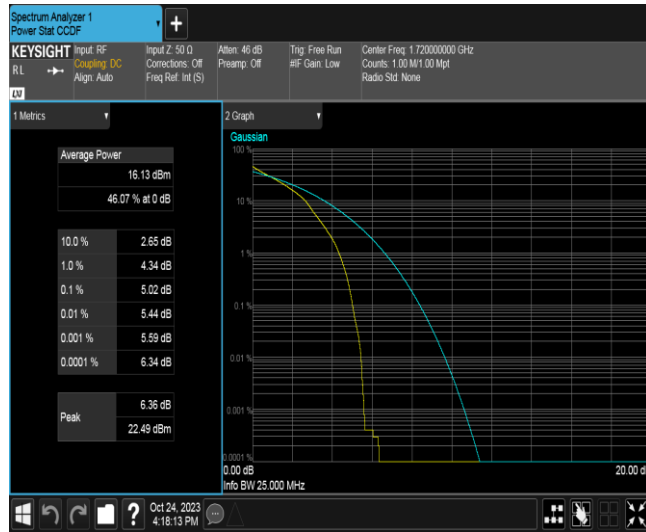 Spectrum Analyzer 1
Power Stat CCDF
+
KEYSIGHT
RL
LXI
Input: RF
Coupling: DC
Align: Auto
Input Z: 50 Ω
Corrections: Off
Freq Ref: Int (S)
Atten: 46 dB
Preamp: Off
Trig: Free Run
#IF Gain: Low
Center Freq: 1.720000000 GHz
Counts: 1.00 M/1.00 Mpt
Radio Std: None
1 Metrics
Average Power
16.13 dBm
46.07 % at 0 dB
10.0 % 2.65 dB
1.0 % 4.34 dB
0.1 % 5.02 dB
0.01 % 5.44 dB
0.001 % 5.59 dB
0.0001 % 6.34 dB
Peak
6.36 dB
22.49 dBm
2 Graph
Gaussian
100 %
10 %
1 %
0.1 %
0.01 %
0.001 %
0.0001 %
0.00 dB
20.00 d
Info BW 25.000 MHz
?
Oct 24, 2023
4:18:13 PM